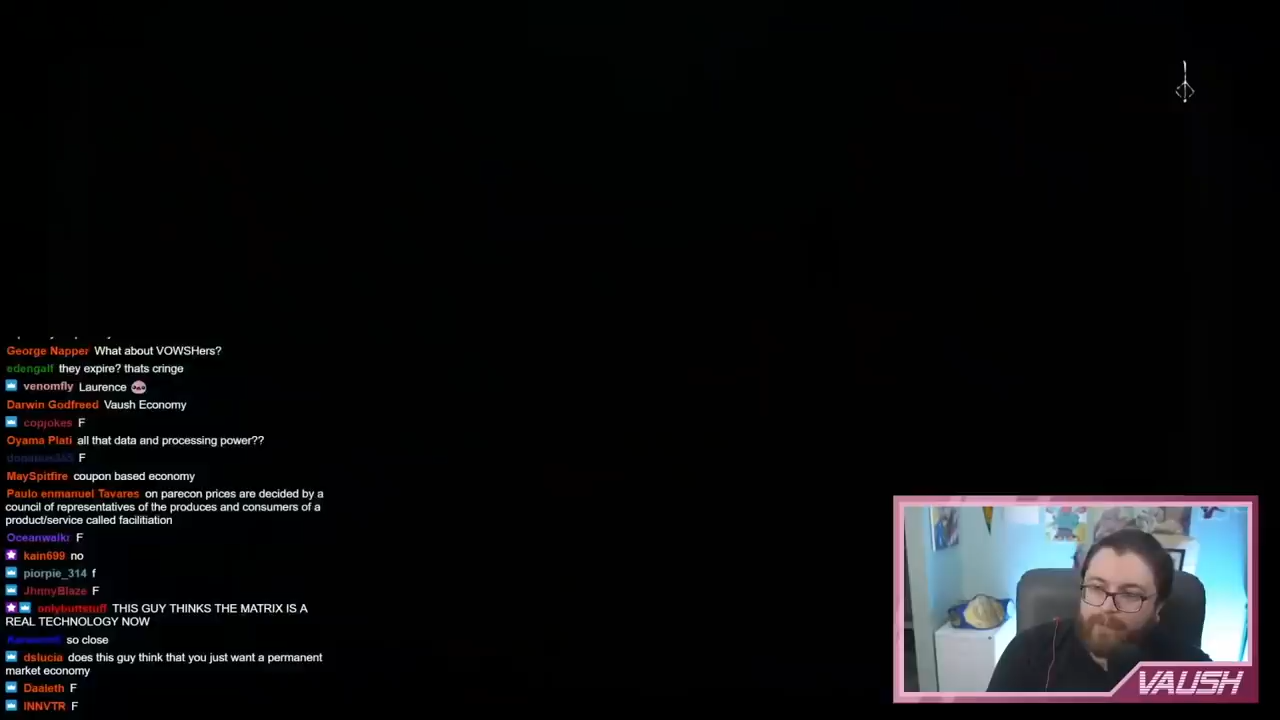 George Napper What about VOWSHers?
edengalf they expire? thats cringe
venomfly Laurence
Darwin Godfreed Vaush Economy
copjokes F
Oyama Plati all that data and processing power??
F
MaySpitfire coupon based economy
Paulo enmanuel Tavares on parecon prices are decided by a
council of representatives of the produces and consumers of a
product/service called faciliitiation
Oceanwalkr F
kain699 no
piorpie_314 f
JhnnyBlaze F
onlybuttstuff THIS GUY THINKS THE MATRIX IS A
REAL TECHNOLOGY NOW
so close
dslucia does this guy think that you just want a permanent
market economy
Daaleth F
INNVTR F
VAUSH